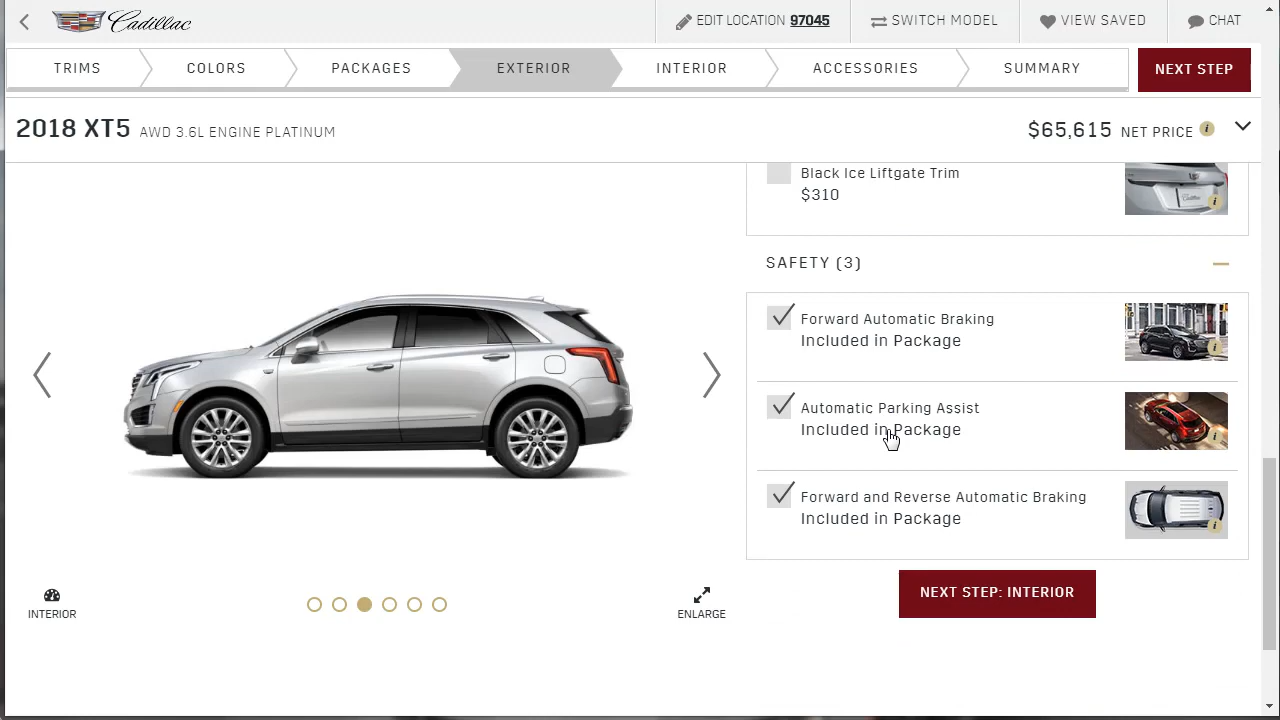 Cadillac
EDIT LOCATION 97045
SWITCH MODEL
VIEW SAVED
CHAT
TRIMS
COLORS
PACKAGES
EXTERIOR
INTERIOR
ACCESSORIES
SUMMARY
NEXT STEP
2018 XT5 AWD 3.6L ENGINE PLATINUM
$65,615 NET PRICE i
Black Ice Liftgate Trim
$310
SAFETY (3)
Forward Automatic Braking
Included in Package
Automatic Parking Assist
Included in Package
Forward and Reverse Automatic Braking
Included in Package
NEXT STEP: INTERIOR
INTERIOR
ENLARGE